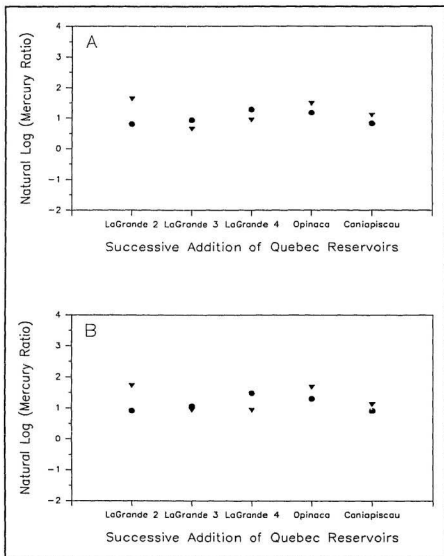 A
Natural Log (Mercury Ratio)
4
3
2
1
0
-1
-2
LaGrande 2 LaGrande 3 LaGrande 4 Opinaca Caniapiscau
Successive Addition of Quebec Reservoirs
B
Natural Log (Mercury Ratio)
4
3
2
1
0
-1
-2
LaGrande 2 LaGrande 3 LaGrande 4 Opinaca Caniapiscau
Successive Addition of Quebec Reservoirs